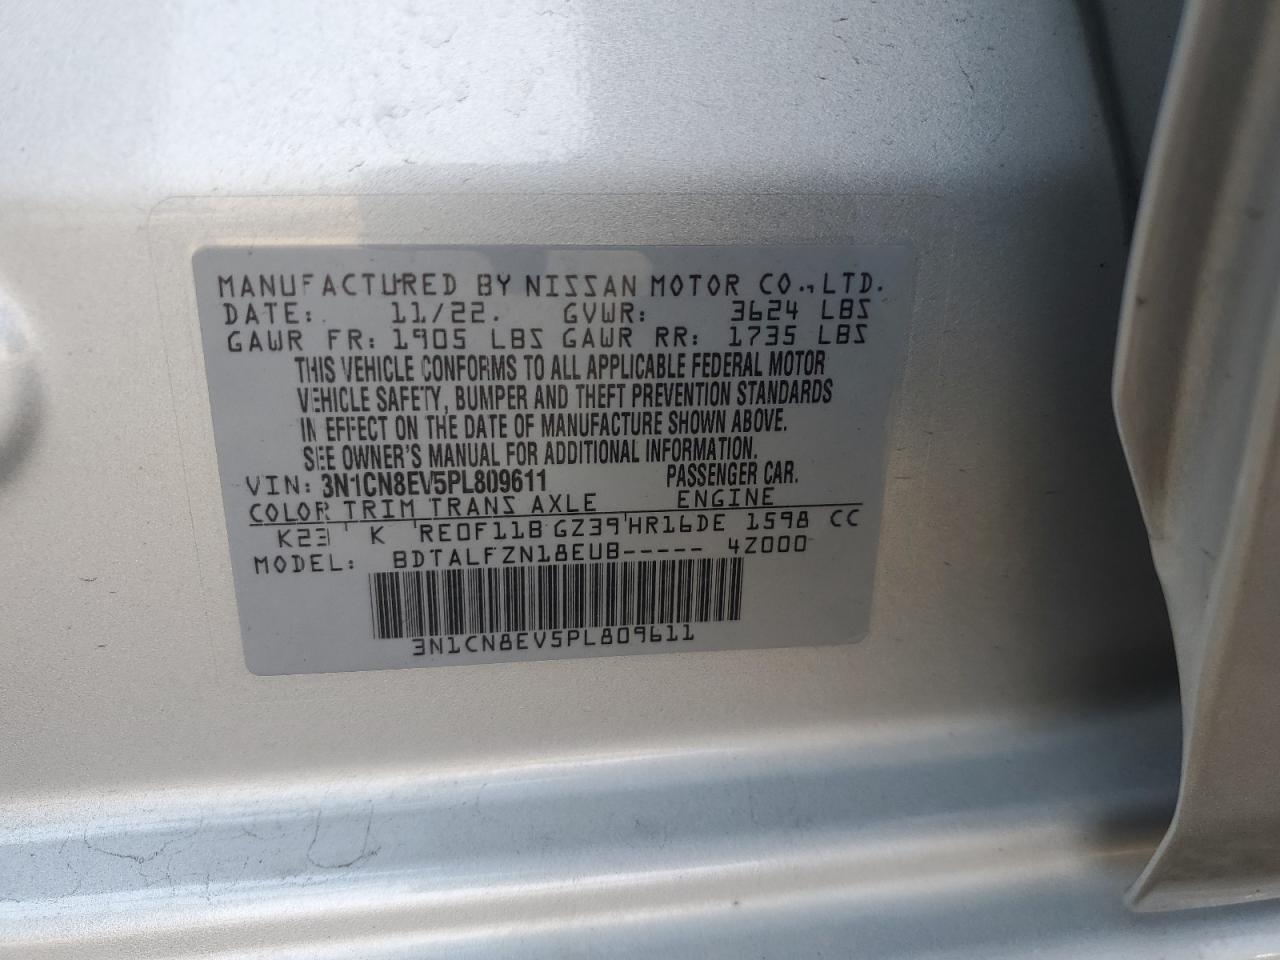 MANUFACTURED BY NISSAN MOTOR CO., LTD.
DATE: 11/22. GVWR: 3624 LBS
GAWR FR: 1905 LBS GAWR RR: 1735 LBS
THIS VEHICLE CONFORMS TO ALL APPLICABLE FEDERAL MOTOR
VEHICLE SAFETY, BUMPER AND THEFT PREVENTION STANDARDS
IN EFFECT ON THE DATE OF MANUFACTURE SHOWN ABOVE.
SEE OWNER'S MANUAL FOR ADDITIONAL INFORMATION.
VIN: 3N1CN8EV5PL809611 PASSENGER CAR.
COLOR TRIM TRANS AXLE ENGINE
K23 K RE0F11B GZ39 HR16DE 1598 CC
MODEL: BDTALFZN18EUB----- 4Z000
3N1CN8EV5PL809611